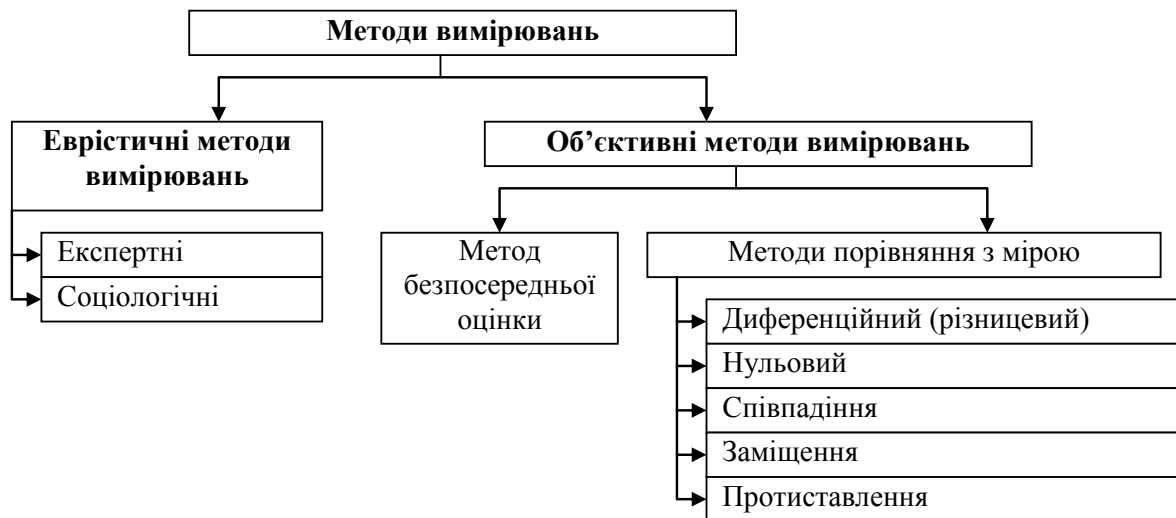 Методи вимірювань
Еврістичні методи
вимірювань
Експертні
Соціологічні
Об’єктивні методи вимірювань
Метод
безпосередньої
оцінки
Методи порівняння з мірою
Диференційний (різницевий)
Нульовий
Співпадіння
Заміщення
Протиставлення